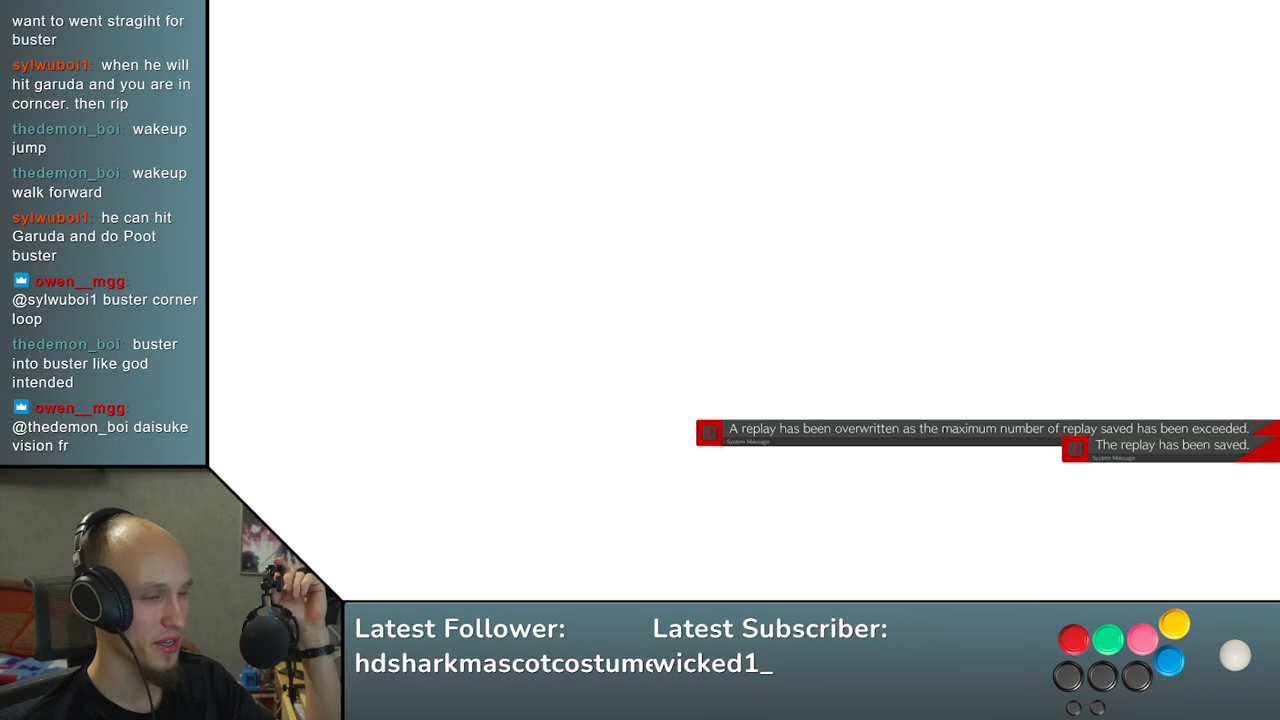 want to went stragiht for
buster
sylwuboi1: when he will
hit garuda and you are in
corncer. then rip
thedemon_boi: wakeup
jump
thedemon_boi: wakeup
walk forward
sylwuboi1: he can hit
Garuda and do Poot
buster
owen__mgg:
@sylwuboi1 buster corner
loop
thedemon_boi: buster
into buster like god
intended
owen__mgg:
@thedemon_boi daisuke
vision fr
A replay has been overwritten as the maximum number of replay saved has been exceeded.
System Message
The replay has been saved.
System Message
Latest Follower:
hdsharkmascotcostume
Latest Subscriber:
wicked1_